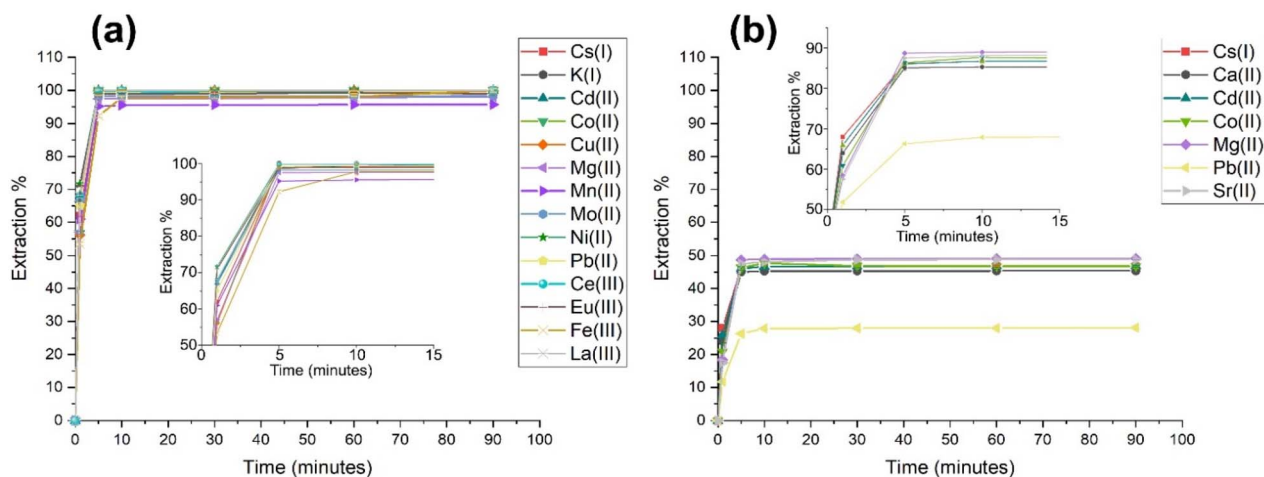 (a)
110
100
90
80
70
60
50
40
30
20
10
0
Extraction %
0 10 20 30 40 50 60 70 80 90 100
Time (minutes)
100
90
80
70
60
50
Extraction %
0 5 10 15
Time (minutes)
Cs(I)
K(I)
Cd(II)
Co(II)
Cu(II)
Mg(II)
Mn(II)
Mo(II)
Ni(II)
Pb(II)
Ce(III)
Eu(III)
Fe(III)
La(III)
(b)
110
100
90
80
70
60
50
40
30
20
10
0
Extraction %
0 10 20 30 40 50 60 70 80 90 100
Time (minutes)
90
80
70
60
50
Extraction %
0 5 10 15
Time (minutes)
Cs(I)
Ca(II)
Cd(II)
Co(II)
Mg(II)
Pb(II)
Sr(II)